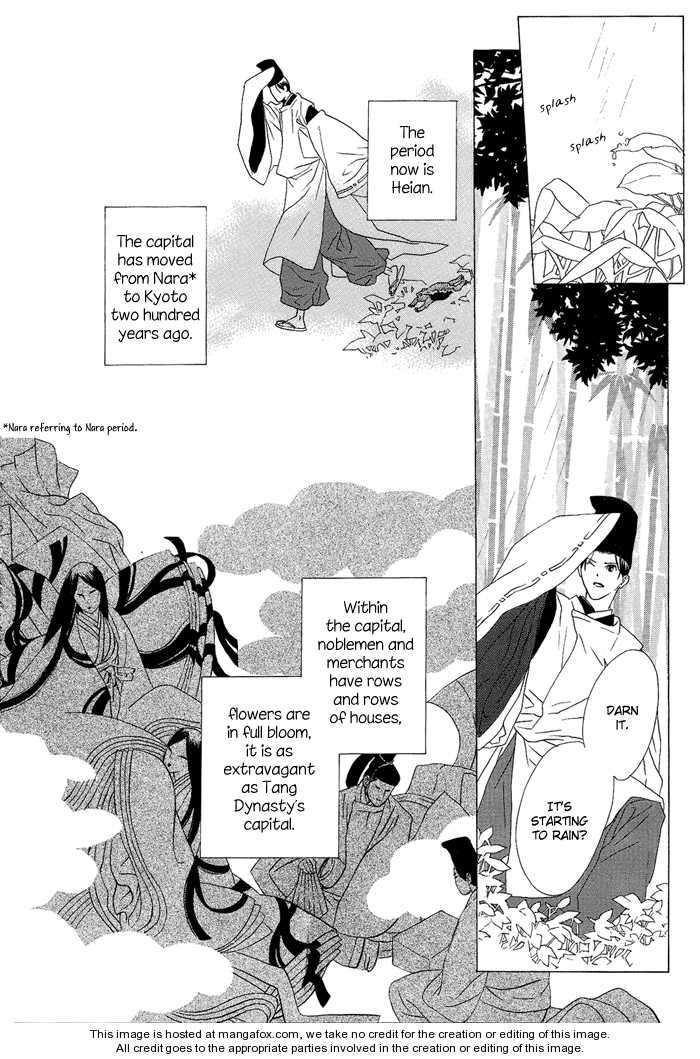 splash
splash
DARN
IT.
IT'S
STARTING
TO RAIN?
The
period
now is
Heian.
The capital
has moved
from Nara*
to Kyoto
two hundred
years ago.
*Nara referring to Nara period.
Within
the capital,
noblemen and
merchants
have rows
and rows
of houses,
flowers are
in full bloom,
it is as
extravagant
as Tang
Dynasty's
capital.
This image is hosted at mangafox.com, we take no credit for the creation or editing of this image.
All credit goes to the appropriate parties involved in the creation or editing of this image.